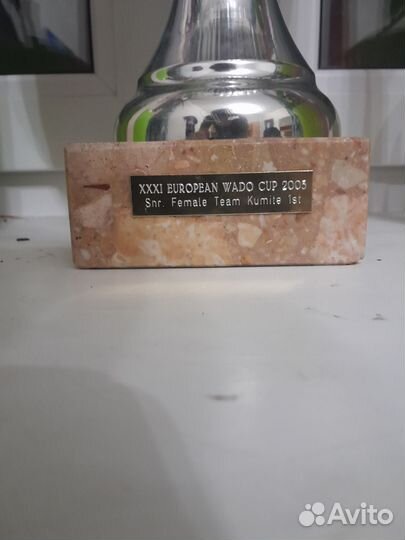 XXXI EUROPEAN WADO CUP 2005
Snr. Female Team Kumite 1st
Avito